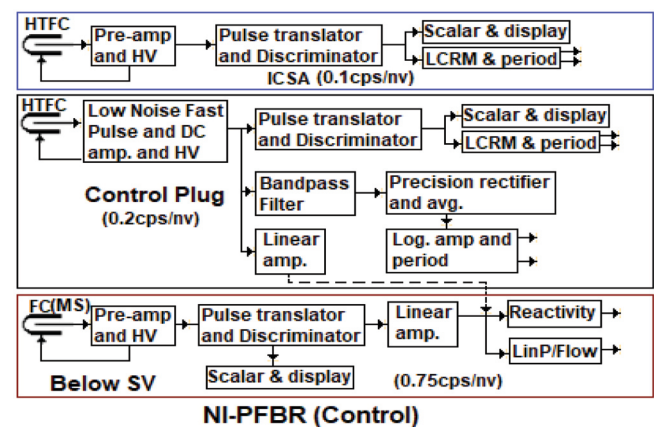 HTFC
Pre-amp
and HV
Pulse translator
and Discriminator
Scalar & display
LCRM & period
ICSA (0.1cps/nv)
HTFC
Low Noise Fast
Pulse and DC
amp. and HV
Pulse translator
and Discriminator
Scalar & display
LCRM & period
Control Plug
(0.2cps/nv)
Bandpass
Filter
Precision rectifier
and avg.
Linear
amp.
Log. amp and
period
FC(MS)
Pre-amp
and HV
Pulse translator
and Discriminator
Linear
amp.
Reactivity
LinP/Flow
Scalar & display
Below SV
(0.75cps/nv)
NI-PFBR (Control)